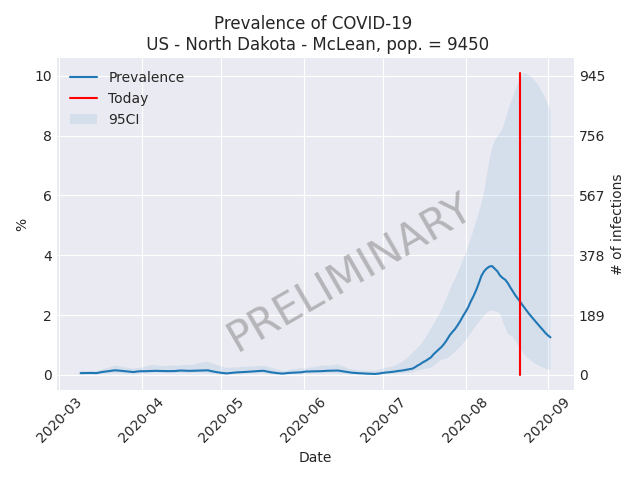 Prevalence of COVID-19
US - North Dakota - McLean, pop. = 9450
Prevalence
Today
95CI
PRELIMINARY
%
10
8
6
4
2
0
945
756
567
378
189
0
# of infections
2020-03
2020-04
2020-05
2020-06
2020-07
2020-08
2020-09
Date